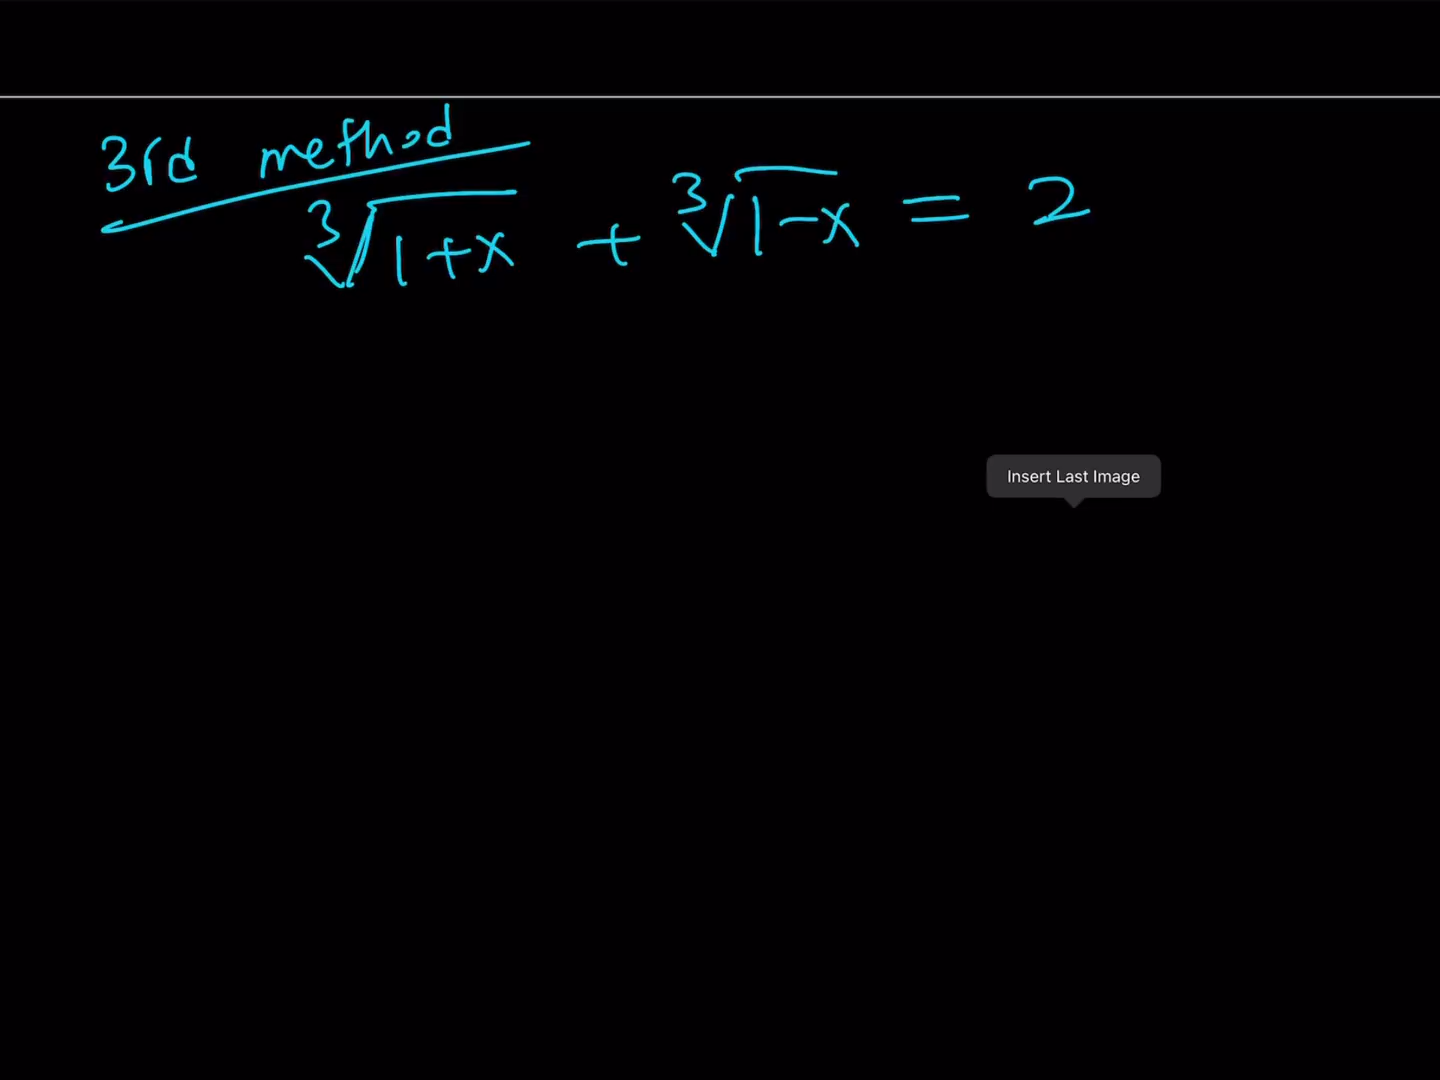 3rd method
∛(1+x) + ∛(1-x) = 2
Insert Last Image